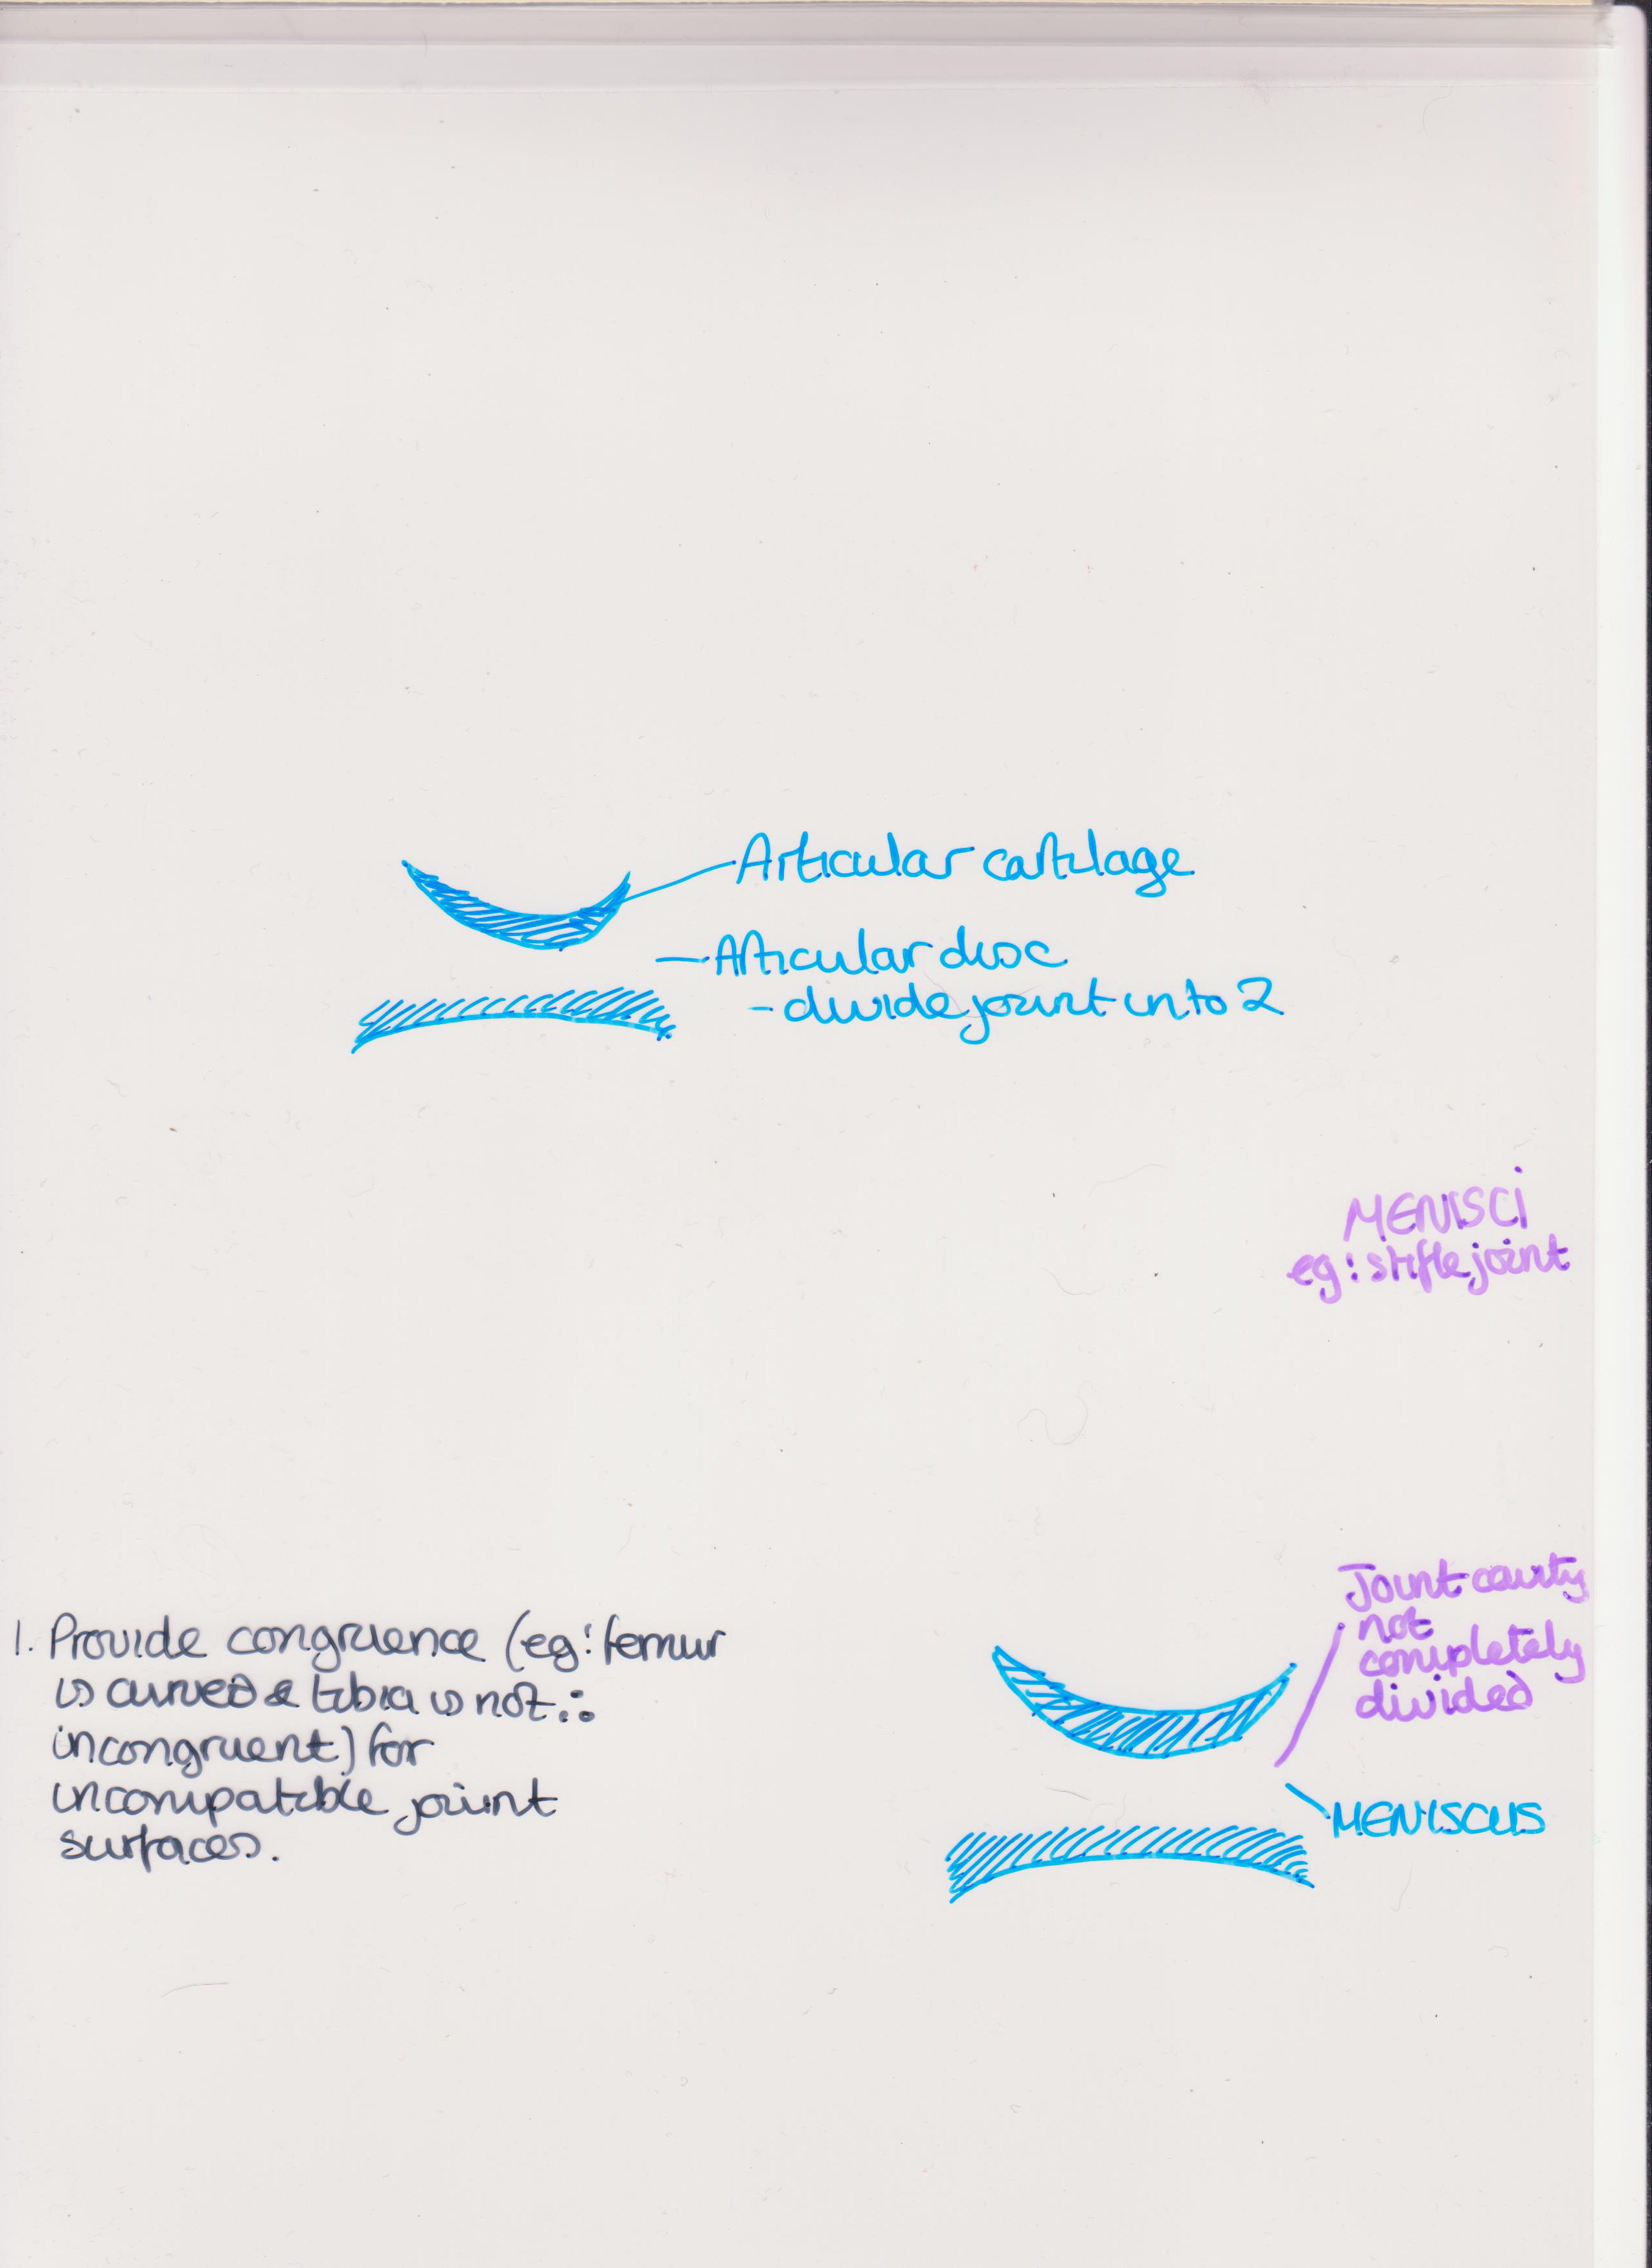 Articular cartilage
Articular disc
- divide joint into 2
MENISCI
eg: stifle joint
Joint cavity
not
completely
divided
1. Provide congruence (eg: femur
is curved & tibia is not ∴
incongruent) for
incompatible joint
surfaces.
MENISCUS